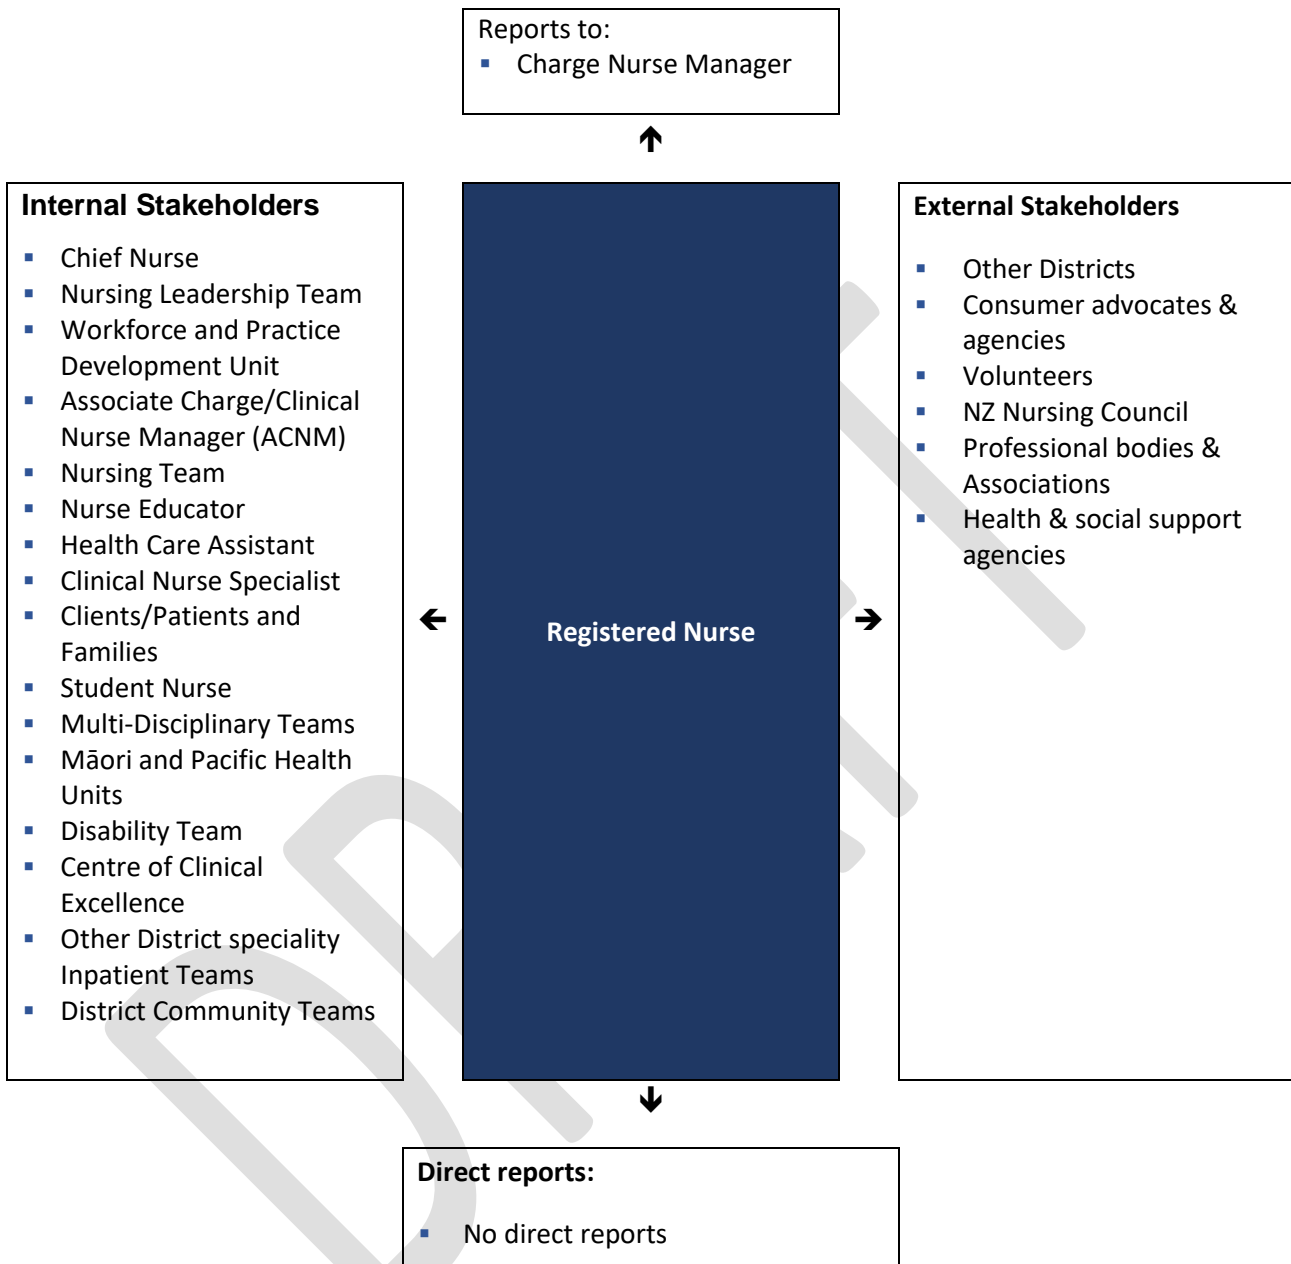 Reports to:
▪ Charge Nurse Manager
🡩
Internal Stakeholders
▪ Chief Nurse
▪ Nursing Leadership Team
▪ Workforce and Practice
Development Unit
▪ Associate Charge/Clinical
Nurse Manager (ACNM)
▪ Nursing Team
▪ Nurse Educator
▪ Health Care Assistant
▪ Clinical Nurse Specialist
▪ Clients/Patients and
Families
▪ Student Nurse
▪ Multi-Disciplinary Teams
▪ Māori and Pacific Health
Units
▪ Disability Team
▪ Centre of Clinical
Excellence
▪ Other District speciality
Inpatient Teams
▪ District Community Teams
🡨
Registered Nurse
🡪
External Stakeholders
▪ Other Districts
▪ Consumer advocates &
agencies
▪ Volunteers
▪ NZ Nursing Council
▪ Professional bodies &
Associations
▪ Health & social support
agencies
🡫
Direct reports:
▪ No direct reports
DRAFT